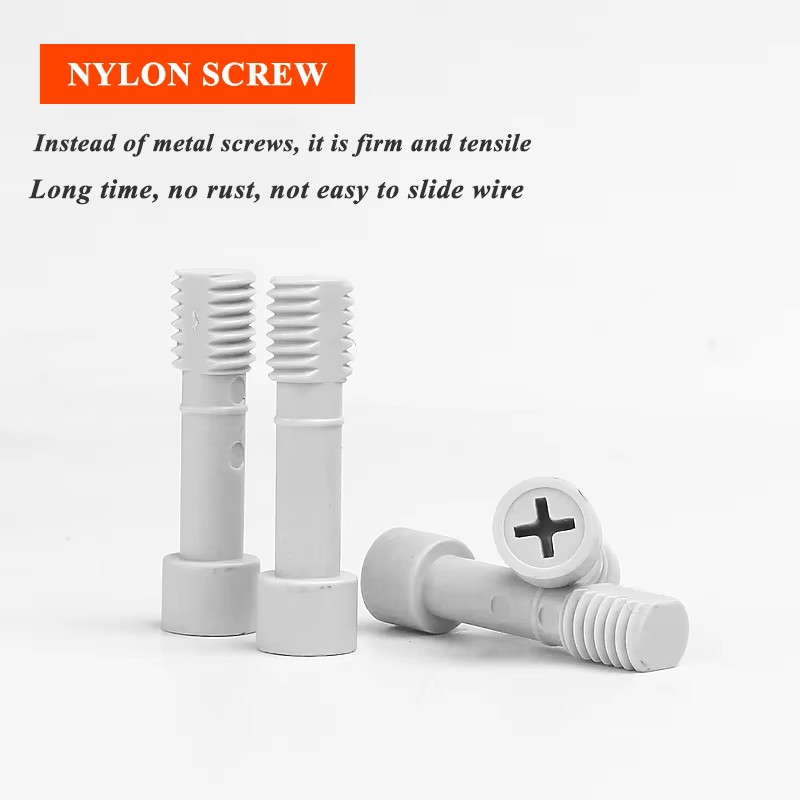 NYLON SCREW
Instead of metal screws, it is firm and tensile
Long time, no rust, not easy to slide wire